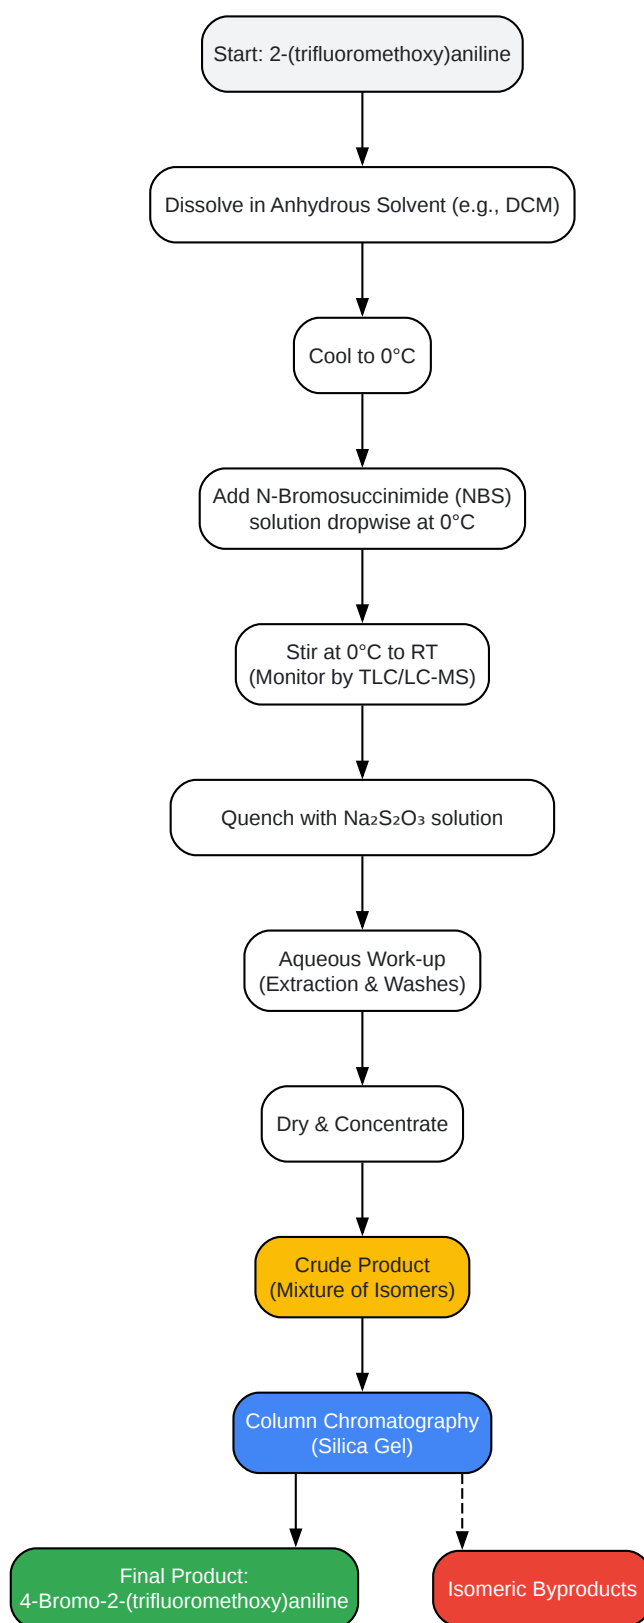 Start: 2-(trifluoromethoxy)aniline
Dissolve in Anhydrous Solvent (e.g., DCM)
Cool to 0°C
Add N-Bromosuccinimide (NBS)
solution dropwise at 0°C
Stir at 0°C to RT
(Monitor by TLC/LC-MS)
Quench with Na₂S₂O₃ solution
Aqueous Work-up
(Extraction & Washes)
Dry & Concentrate
Crude Product
(Mixture of Isomers)
Column Chromatography
(Silica Gel)
Final Product:
4-Bromo-2-(trifluoromethoxy)aniline
Isomeric Byproducts